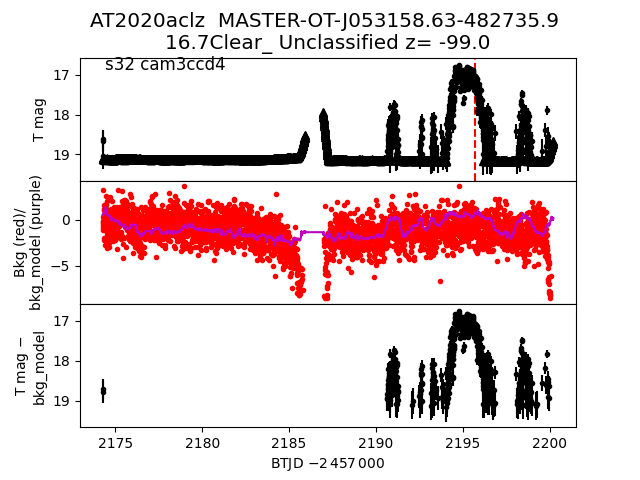 AT2020aclz  MASTER-OT-J053158.63-482735.9
16.7Clear_ Unclassified z= -99.0
s32 cam3ccd4
17
18
19
T mag
0
−5
Bkg (red)/
bkg_model (purple)
17
18
19
T mag −
bkg_model
2175 2180 2185 2190 2195 2200
BTJD −2 457 000